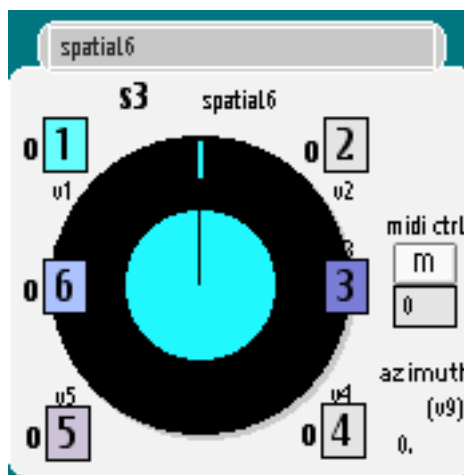 spatial6
s3 spatial6
0 1 0 2
v1 v2
midi ctrl
m
0 6 3
0
azimuth
v5 v4
(v9)
0 5 0 4
0.